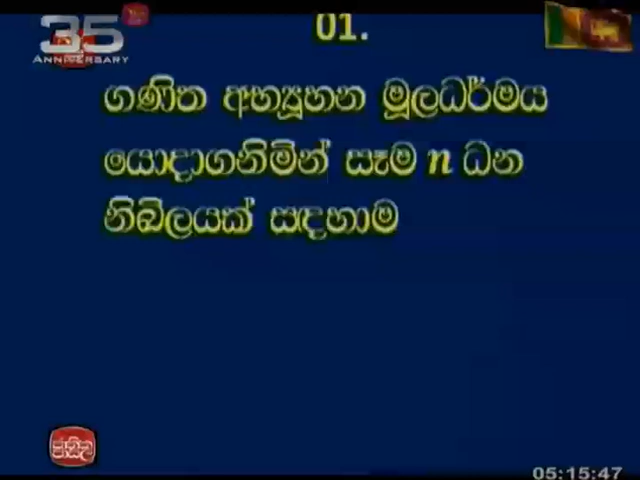 35
ANNIVERSARY
01.
ගණිත අභ්‍යූහන මූලධර්මය
යොදාගනිමින් සෑම n ධන
නිඛිලයක් සඳහාම
ජාතික
05:15:47